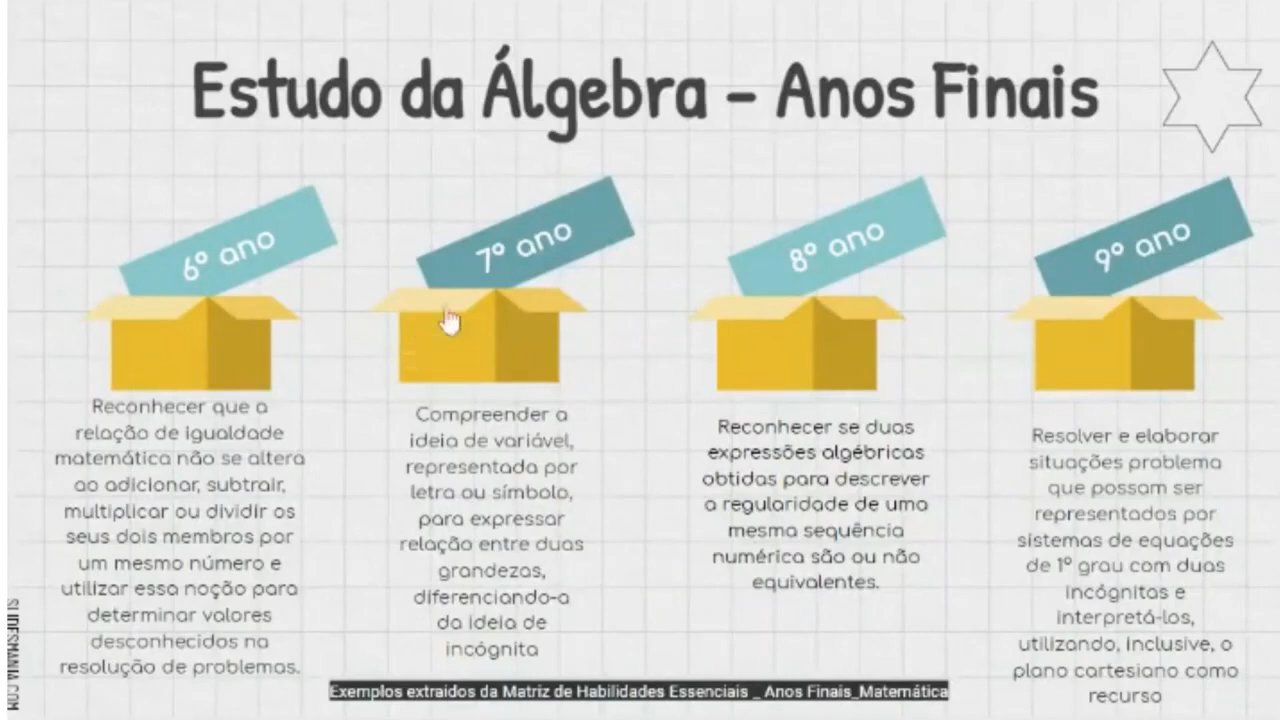 Estudo da Álgebra - Anos Finais
6º ano
Reconhecer que a
relação de igualdade
matemática não se altera
ao adicionar, subtrair,
multiplicar ou dividir os
seus dois membros por
um mesmo número e
utilizar essa noção para
determinar valores
desconhecidos na
resolução de problemas.
7º ano
Compreender a
ideia de variável,
representada por
letra ou símbolo,
para expressar
relação entre duas
grandezas,
diferenciando-a
da ideia de
incógnita
8º ano
Reconhecer se duas
expressões algébricas
obtidas para descrever
a regularidade de uma
mesma sequência
numérica são ou não
equivalentes.
9º ano
Resolver e elaborar
situações problema
que possam ser
representados por
sistemas de equações
de 1º grau com duas
incógnitas e
interpretá-los,
utilizando, inclusive, o
plano cartesiano como
recurso
Exemplos extraidos da Matriz de Habilidades Essenciais _ Anos Finais_Matemática
SLIDESMANIA.COM